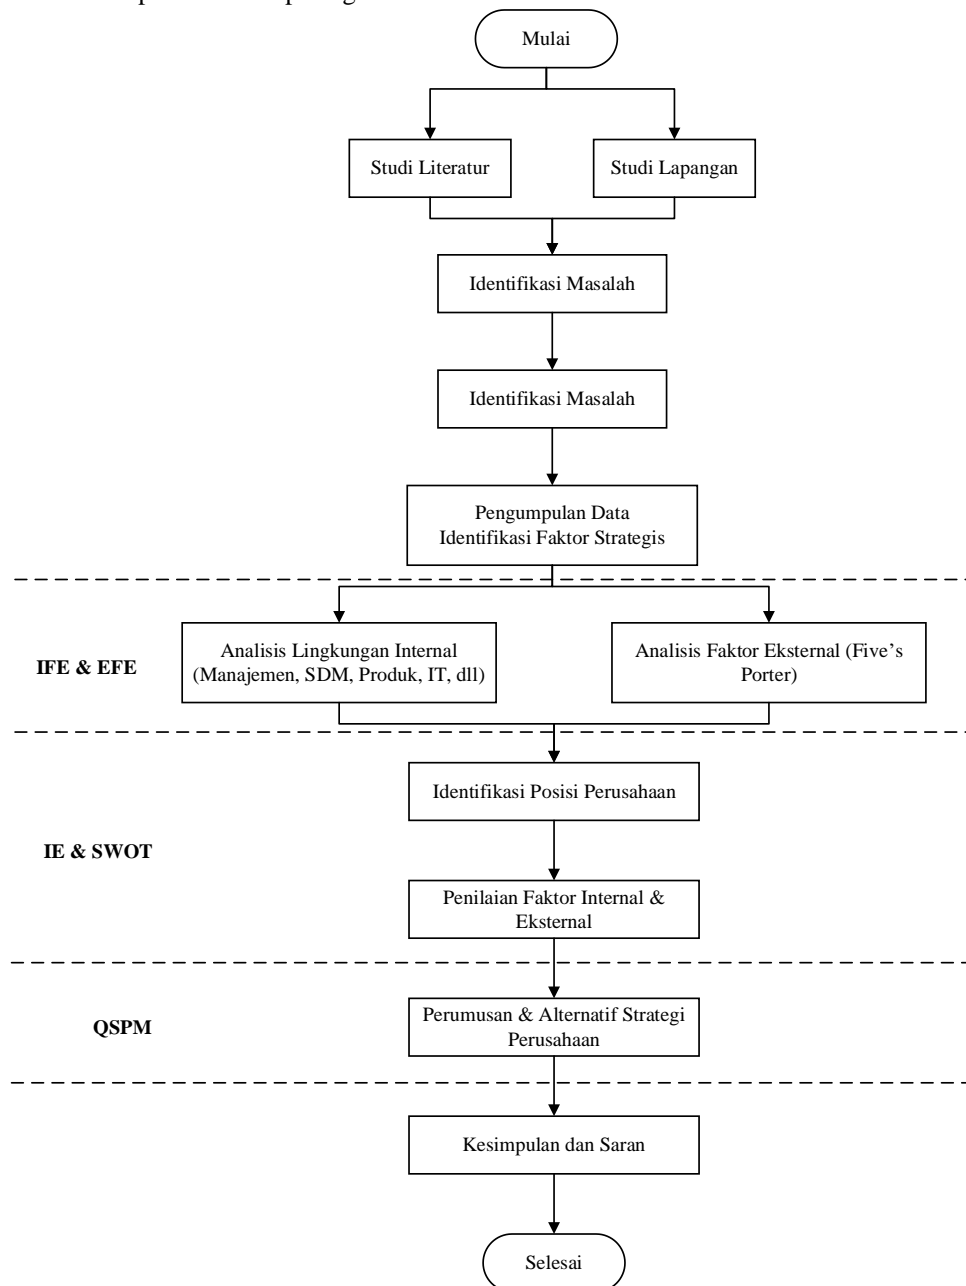 Mulai
Studi Literatur
Studi Lapangan
Identifikasi Masalah
Identifikasi Masalah
Pengumpulan Data
Identifikasi Faktor Strategis
IFE & EFE
Analisis Lingkungan Internal
(Manajemen, SDM, Produk, IT, dll)
Analisis Faktor Eksternal (Five's
Porter)
Identifikasi Posisi Perusahaan
IE & SWOT
Penilaian Faktor Internal &
Eksternal
QSPM
Perumusan & Alternatif Strategi
Perusahaan
Kesimpulan dan Saran
Selesai